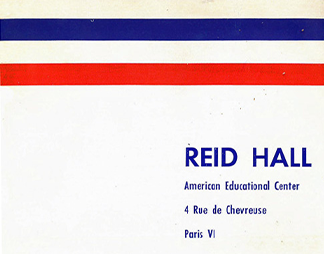 REID HALL
American Educational Center
4 Rue de Chevreuse
Paris VI